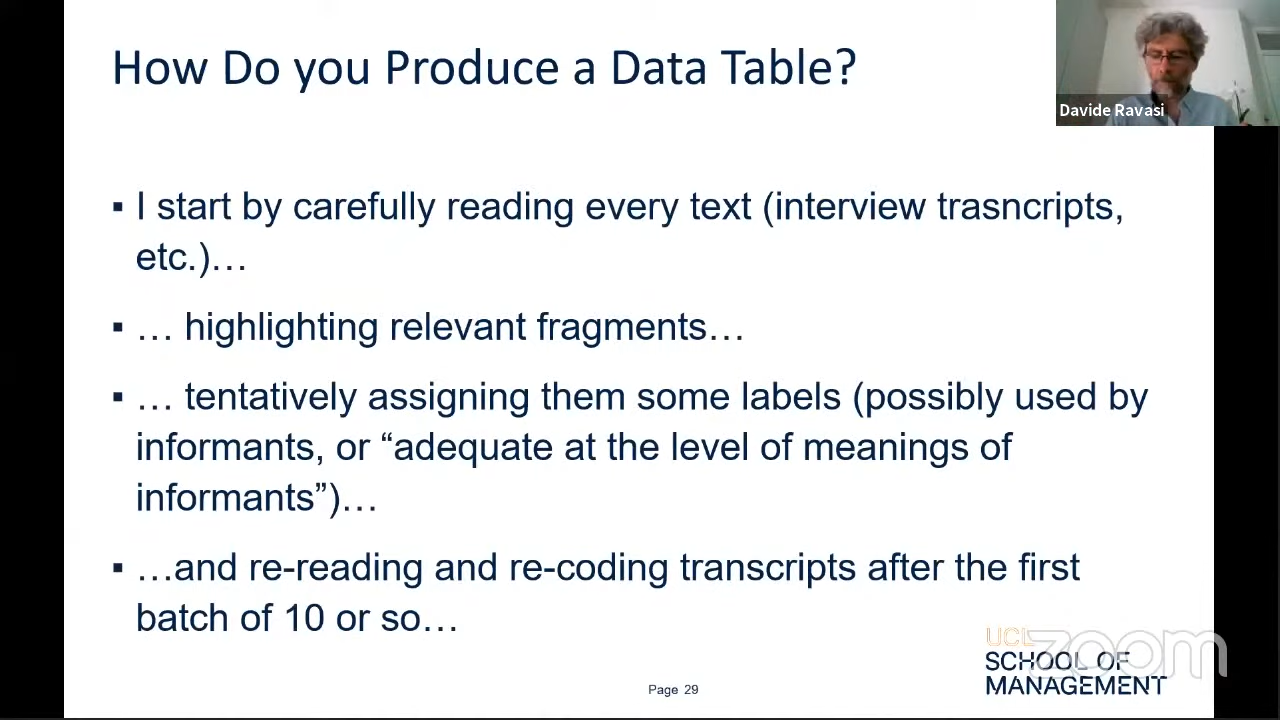 How Do you Produce a Data Table?
Davide Ravasi
▪ I start by carefully reading every text (interview trasncripts,
etc.)…
▪ … highlighting relevant fragments…
▪ … tentatively assigning them some labels (possibly used by
informants, or “adequate at the level of meanings of
informants”)…
▪ …and re-reading and re-coding transcripts after the first
batch of 10 or so…
UCL
zoom
SCHOOL OF
MANAGEMENT
Page 29